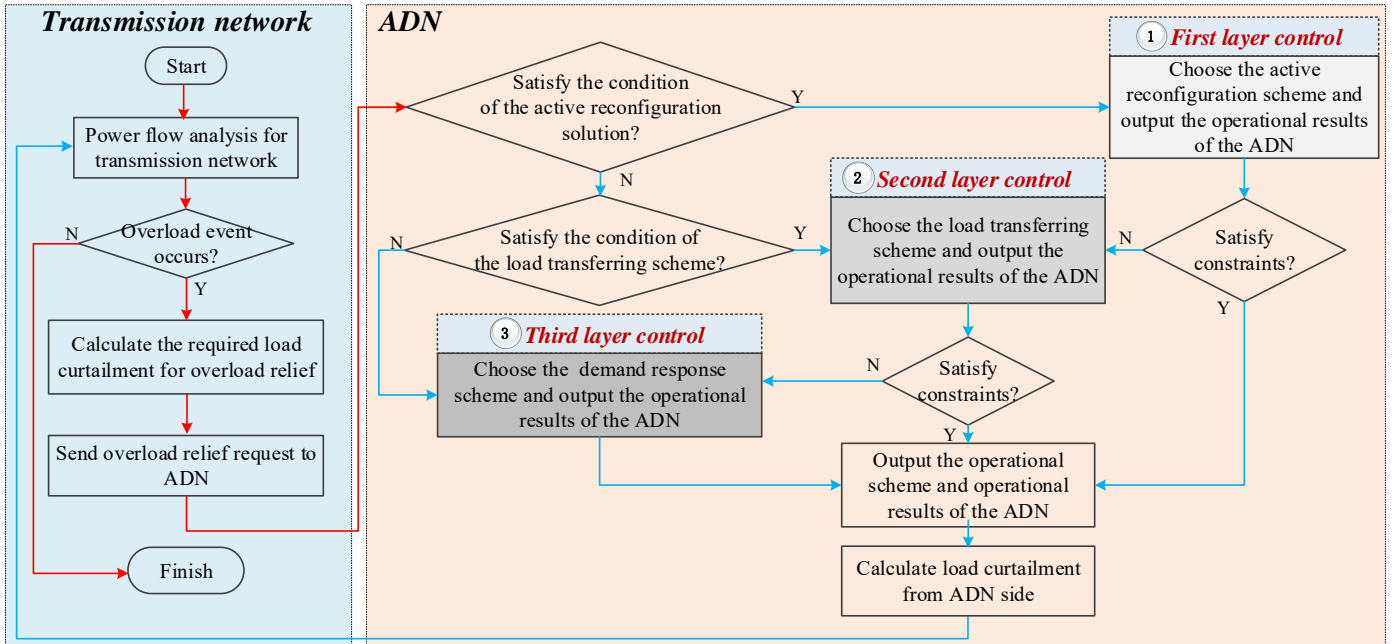 Transmission network
Start
Power flow analysis for
transmission network
Overload event
occurs?
N
Y
Calculate the required load
curtailment for overload relief
Send overload relief request to
ADN
Finish
ADN
Satisfy the condition
of the active reconfiguration
solution?
Y
N
1 First layer control
Choose the active
reconfiguration scheme and
output the operational results
of the ADN
Satisfy the condition of
the load transferring scheme?
N
Y
2 Second layer control
Choose the load transferring
scheme and output the
operational results of the ADN
N
Satisfy
constraints?
Y
3 Third layer control
Choose the demand response
scheme and output the operational
results of the ADN
N
Satisfy
constraints?
Y
Output the operational
scheme and operational
results of the ADN
Calculate load curtailment
from ADN side